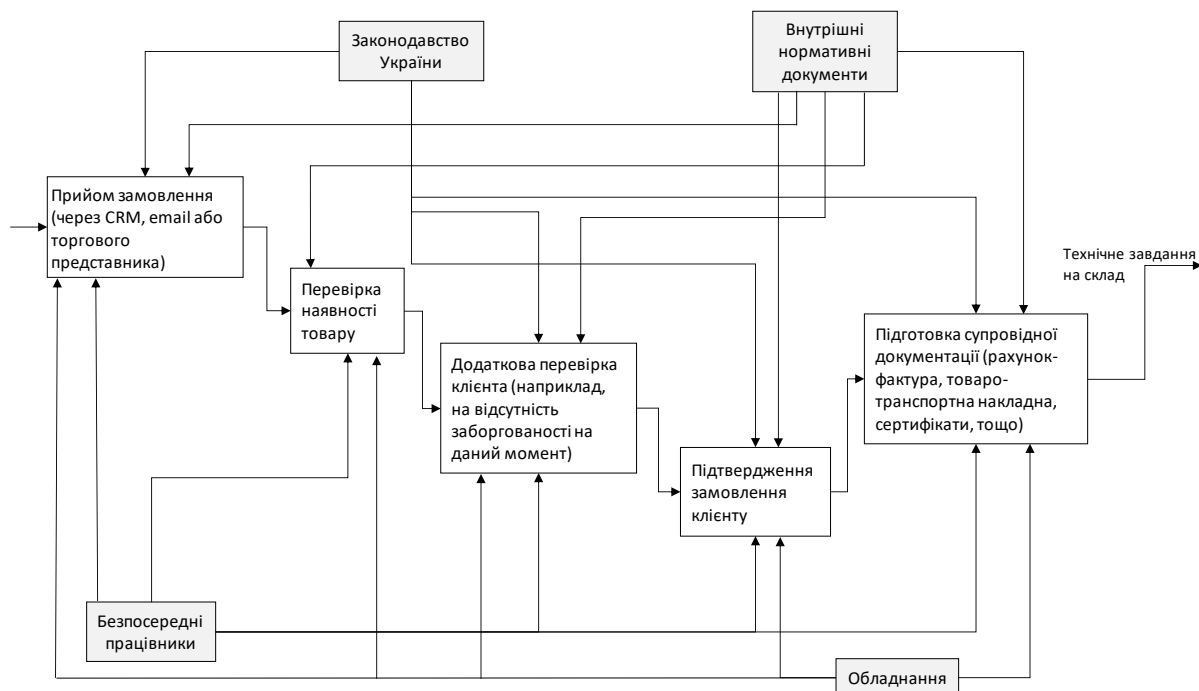 Законодавство
України
Внутрішні
нормативні
документи
Прийом замовлення
(через CRM, email або
торгового
представника)
Перевірка
наявності
товару
Додаткова перевірка
клієнта (наприклад,
на відсутність
заборгованості на
даний момент)
Підтвердження
замовлення
клієнту
Підготовка супровідної
документації (рахунок-
фактура, товаро-
транспортна накладна,
сертифікати, тощо)
Технічне завдання
на склад
Безпосередні
працівники
Обладнання